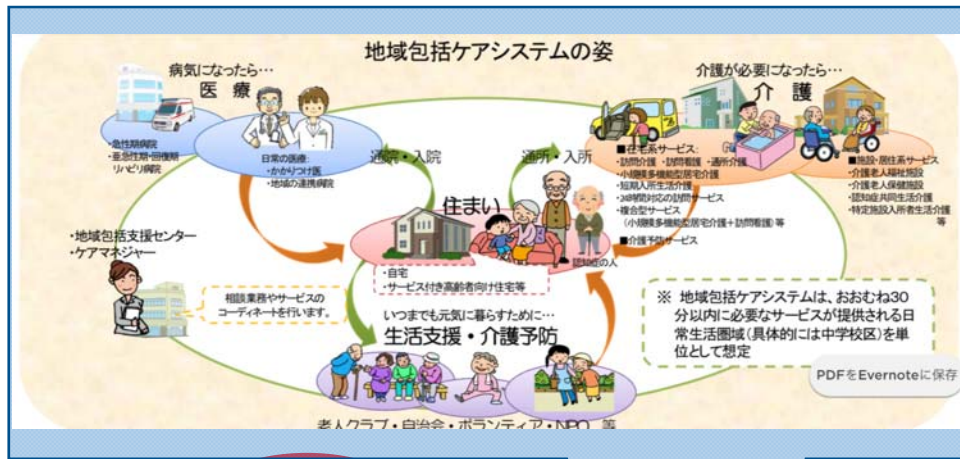 地域包括ケアシステムの姿
病気になったら…
医 療
・急性期病院
・亜急性期・回復期
リハビリ病院
日常の医療:
・かかりつけ医
・地域の連携病院
通院・入院
通所・入所
介護が必要になったら…
介 護
■在宅系サービス:
・訪問介護・訪問看護・通所介護
・小規模多機能型居宅介護
・短期入所生活介護
・24時間対応の訪問サービス
・複合型サービス
(小規模多機能型居宅介護+訪問看護)等
■介護予防サービス
■施設・居住系サービス
・介護老人福祉施設
・介護老人保健施設
・認知症共同生活介護
・特定施設入所者生活介護
等
住まい
認知症の人
・自宅
・サービス付き高齢者向け住宅等
・地域包括支援センター
・ケアマネジャー
相談業務やサービスの
コーディネートを行います。
いつまでも元気に暮らすために…
生活支援・介護予防
老人クラブ・自治会・ボランティア・NPO 等
※ 地域包括ケアシステムは、おおむね30
分以内に必要なサービスが提供される日
常生活圏域(具体的には中学校区)を単
位として想定
PDFをEvernoteに保存